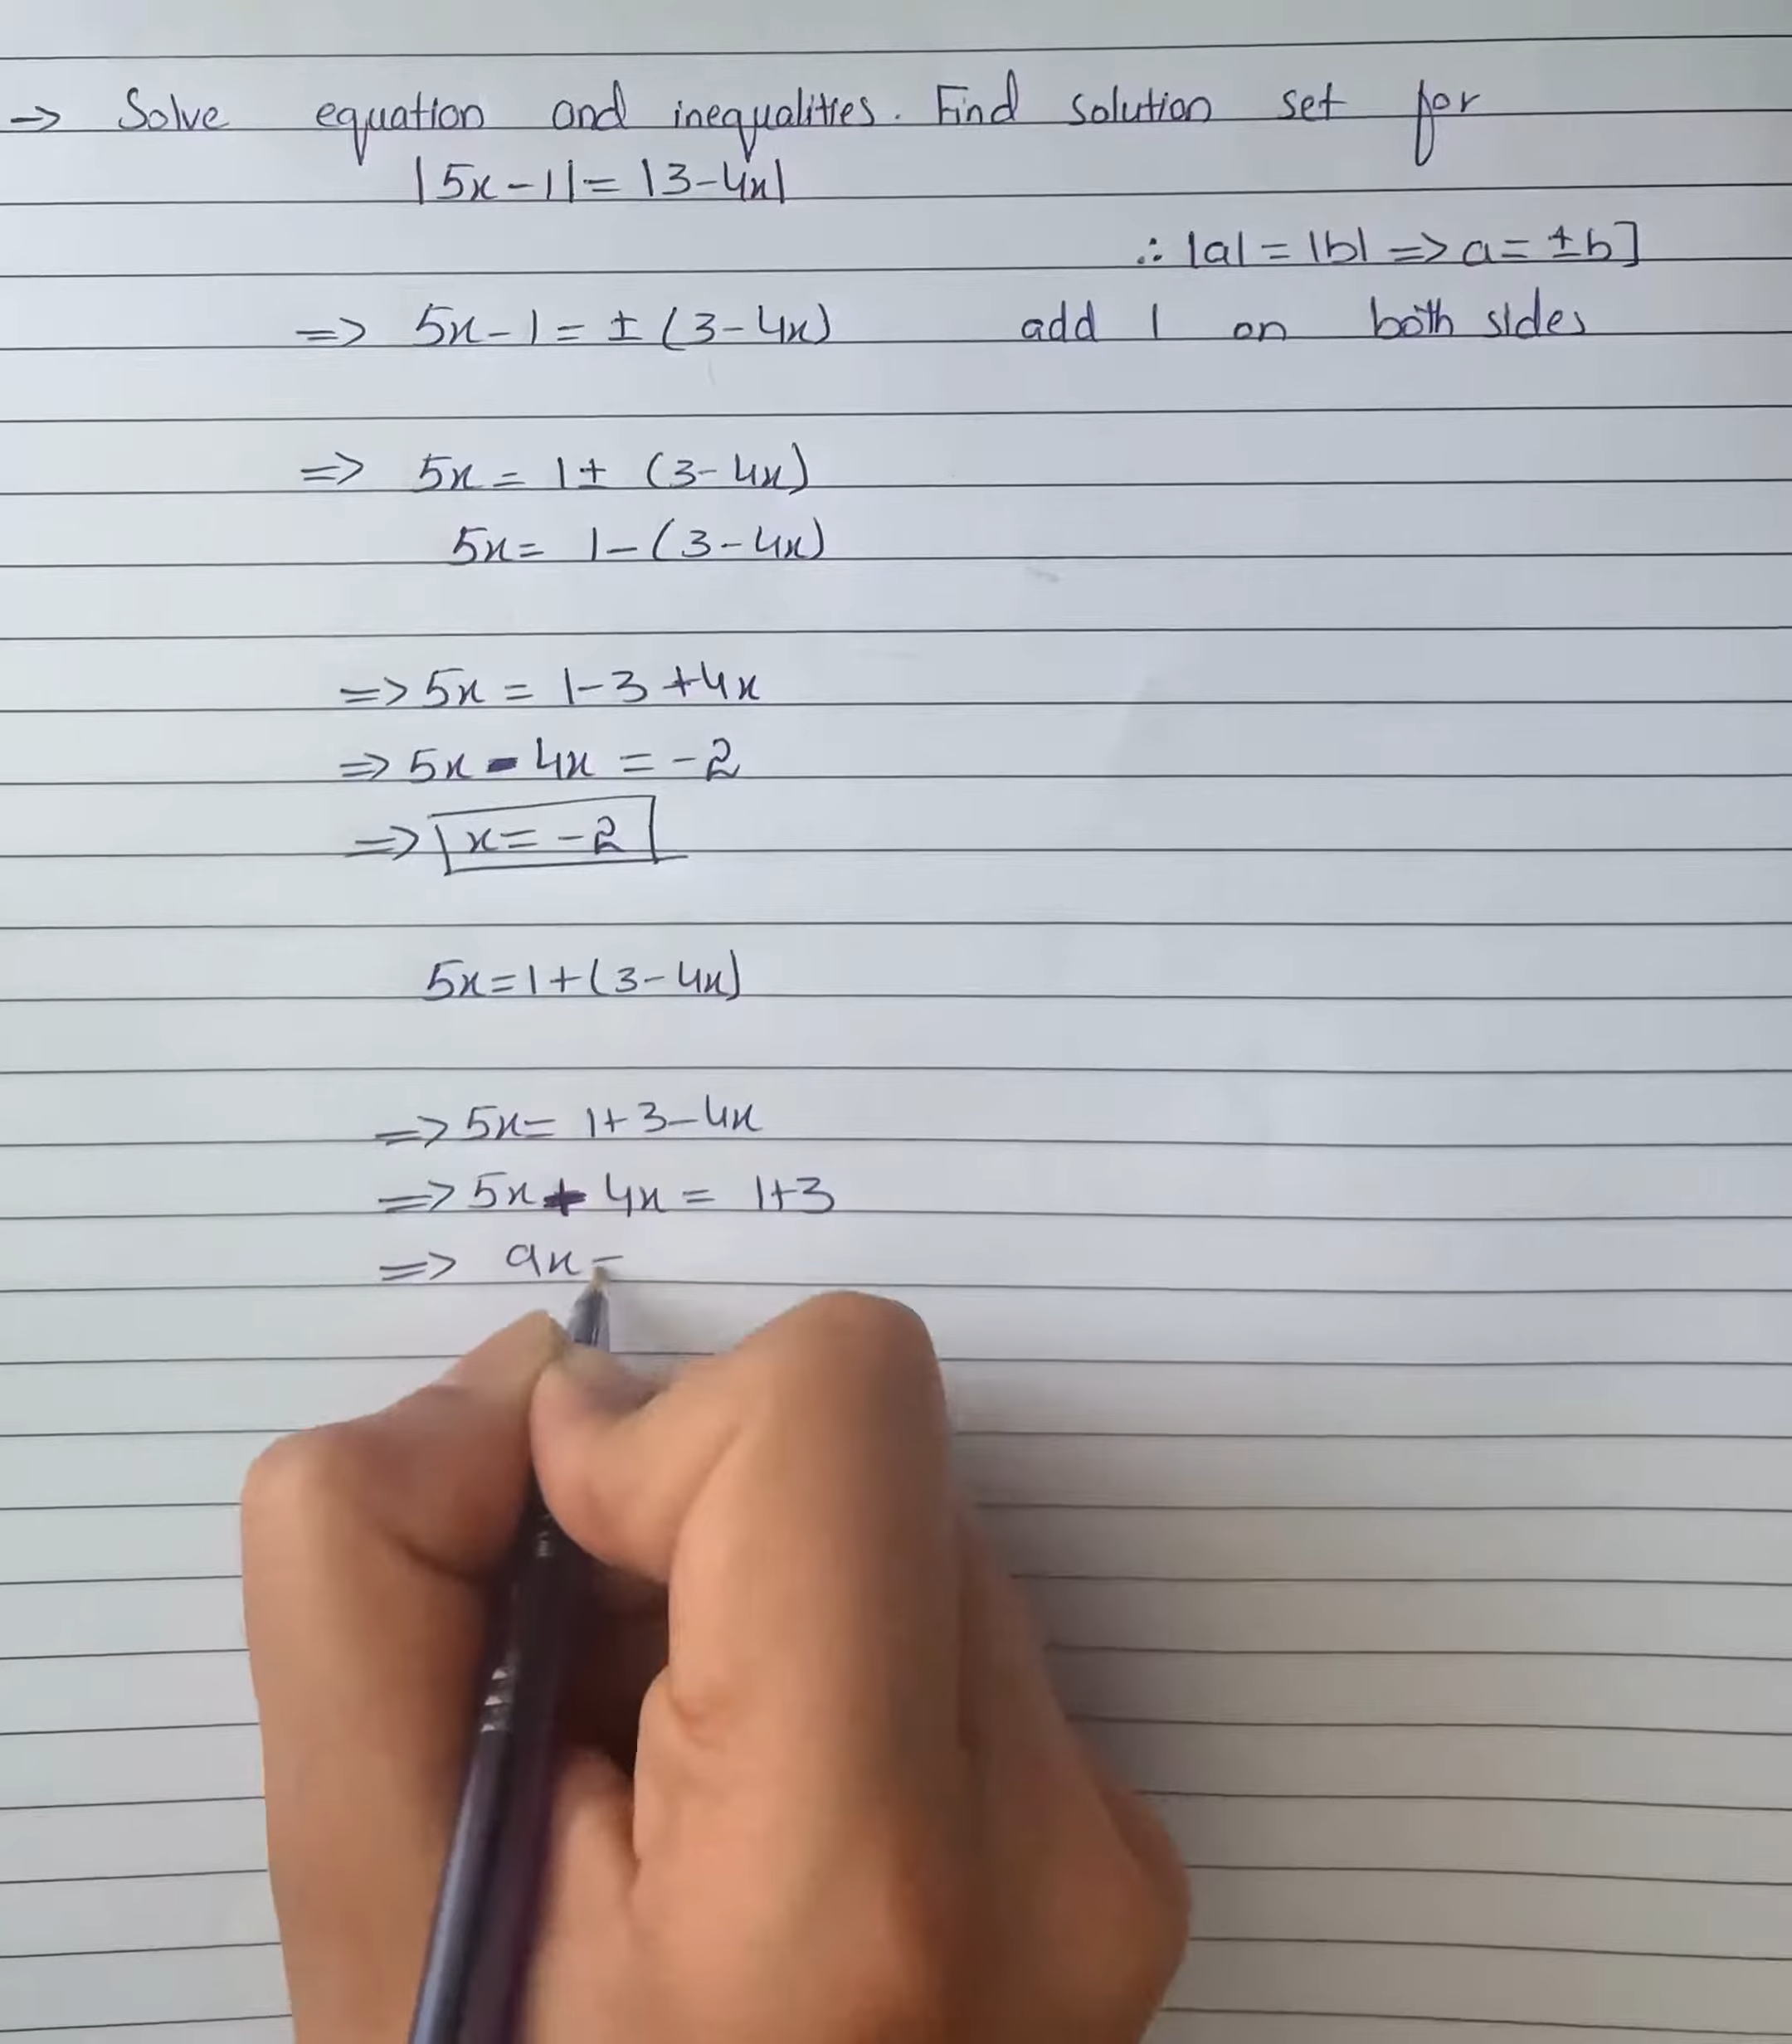 => Solve equation and inequalities. Find solution set for
|5x-1|=|3-4x|
∴ |a|=|b| => a=±b]
=> 5x-1=±(3-4x) add 1 on both sides
=> 5x=1±(3-4x)
5x=1-(3-4x)
=> 5x=1-3+4x
=> 5x-4x=-2
=> x=-2
5x=1+(3-4x)
=> 5x=1+3-4x
=> 5x+4x=1+3
=> 9x=